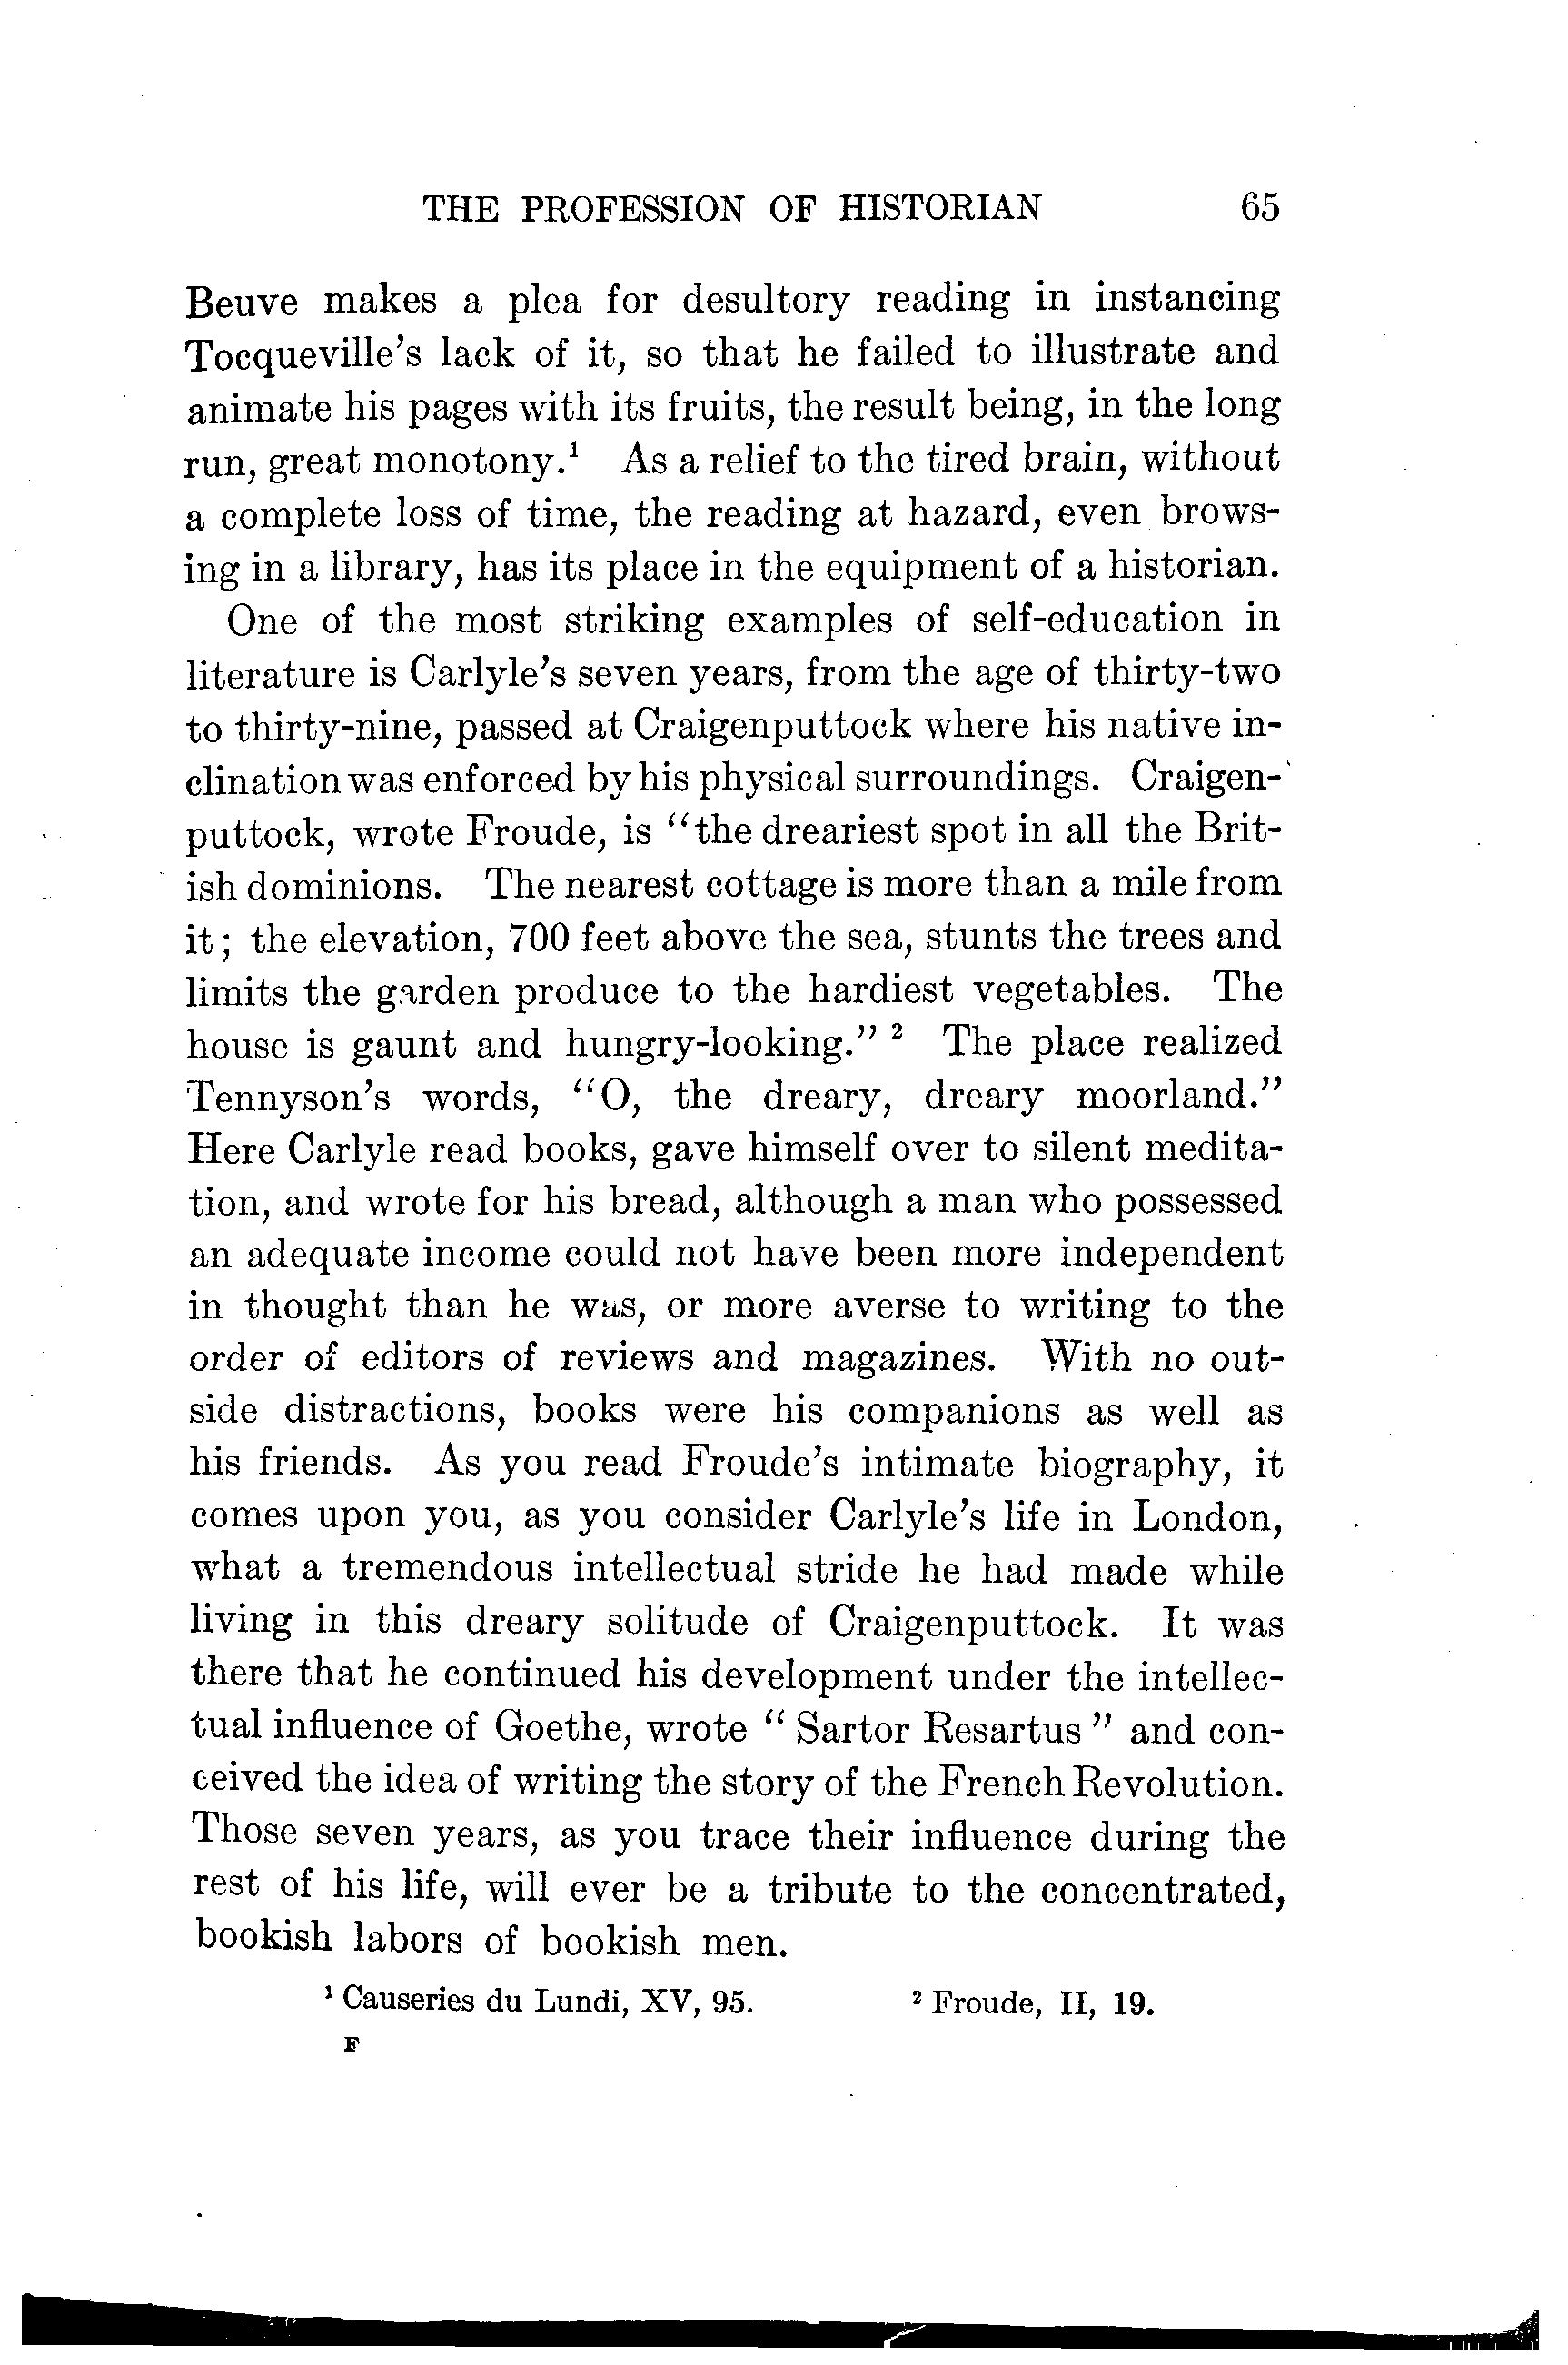 THE PROFESSION OF HISTORIAN 65
Beuve makes a plea for desultory reading in instancing
Tocqueville's lack of it, so that he failed to illustrate and
animate his pages with its fruits, the result being, in the long
run, great monotony.¹ As a relief to the tired brain, without
a complete loss of time, the reading at hazard, even brows-
ing in a library, has its place in the equipment of a historian.
One of the most striking examples of self-education in
literature is Carlyle's seven years, from the age of thirty-two
to thirty-nine, passed at Craigenputtock where his native in-
clination was enforced by his physical surroundings. Craigen-
puttock, wrote Froude, is "the dreariest spot in all the Brit-
ish dominions. The nearest cottage is more than a mile from
it; the elevation, 700 feet above the sea, stunts the trees and
limits the garden produce to the hardiest vegetables. The
house is gaunt and hungry-looking." ² The place realized
Tennyson's words, "O, the dreary, dreary moorland."
Here Carlyle read books, gave himself over to silent medita-
tion, and wrote for his bread, although a man who possessed
an adequate income could not have been more independent
in thought than he was, or more averse to writing to the
order of editors of reviews and magazines. With no out-
side distractions, books were his companions as well as
his friends. As you read Froude's intimate biography, it
comes upon you, as you consider Carlyle's life in London,
what a tremendous intellectual stride he had made while
living in this dreary solitude of Craigenputtock. It was
there that he continued his development under the intellec-
tual influence of Goethe, wrote "Sartor Resartus" and con-
ceived the idea of writing the story of the French Revolution.
Those seven years, as you trace their influence during the
rest of his life, will ever be a tribute to the concentrated,
bookish labors of bookish men.
¹ Causeries du Lundi, XV, 95. ² Froude, II, 19.
F